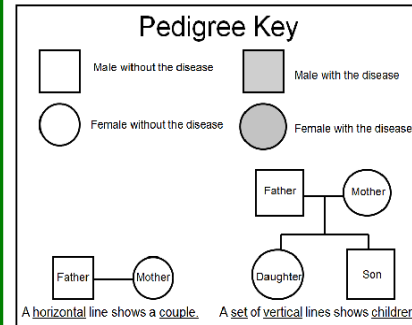 Pedigree Key
Male without the disease
Male with the disease
Female without the disease
Female with the disease
Father
Mother
Daughter
Son
Father
Mother
A horizontal line shows a couple.
A set of vertical lines shows children